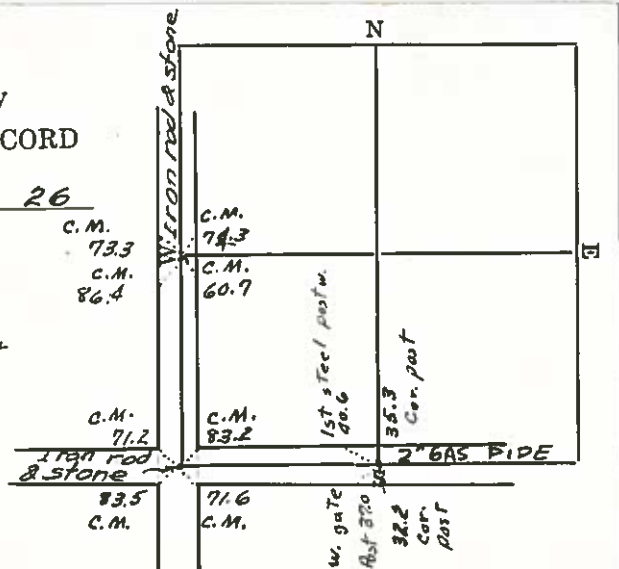 N
CORD
26
W. Iron rod & stone
C.M.
73.3
C.M.
74.3
C.M.
86.4
C.M.
60.7
E
1st steel post w.
40.6
35.3
Cor. post
C.M.
71.2
C.M.
83.2
iron rod
& stone
2" GAS PIPE
83.5
C.M.
71.6
C.M.
W. gate
Post 37.0
32.2
Cor.
post
S